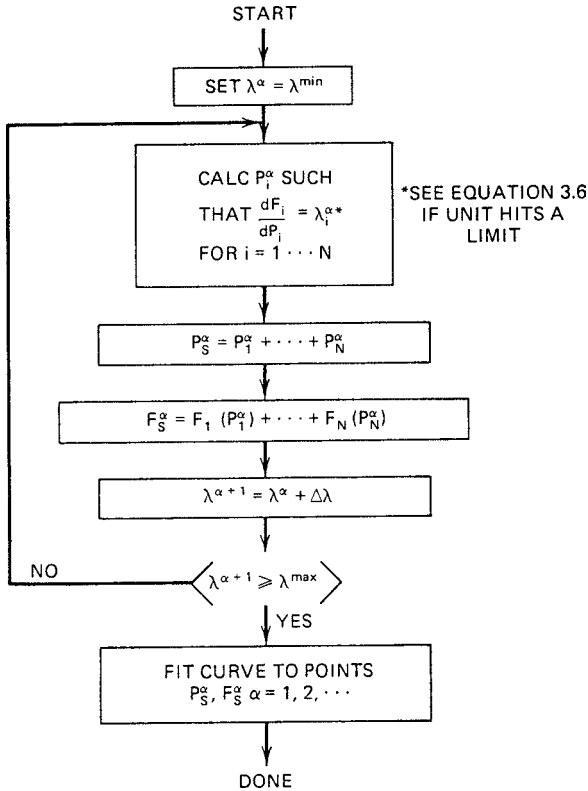 START
SET λ^α = λ^min
CALC P_i^α SUCH
THAT dF_i/dP_i = λ_i^α*
FOR i = 1 ··· N
*SEE EQUATION 3.6
IF UNIT HITS A
LIMIT
P_S^α = P_1^α + ··· + P_N^α
F_S^α = F_1 (P_1^α) + ··· + F_N (P_N^α)
λ^α + 1 = λ^α + Δλ
NO
λ^α + 1 ⩾ λ^max
YES
FIT CURVE TO POINTS
P_S^α, F_S^α α = 1, 2, ···
DONE